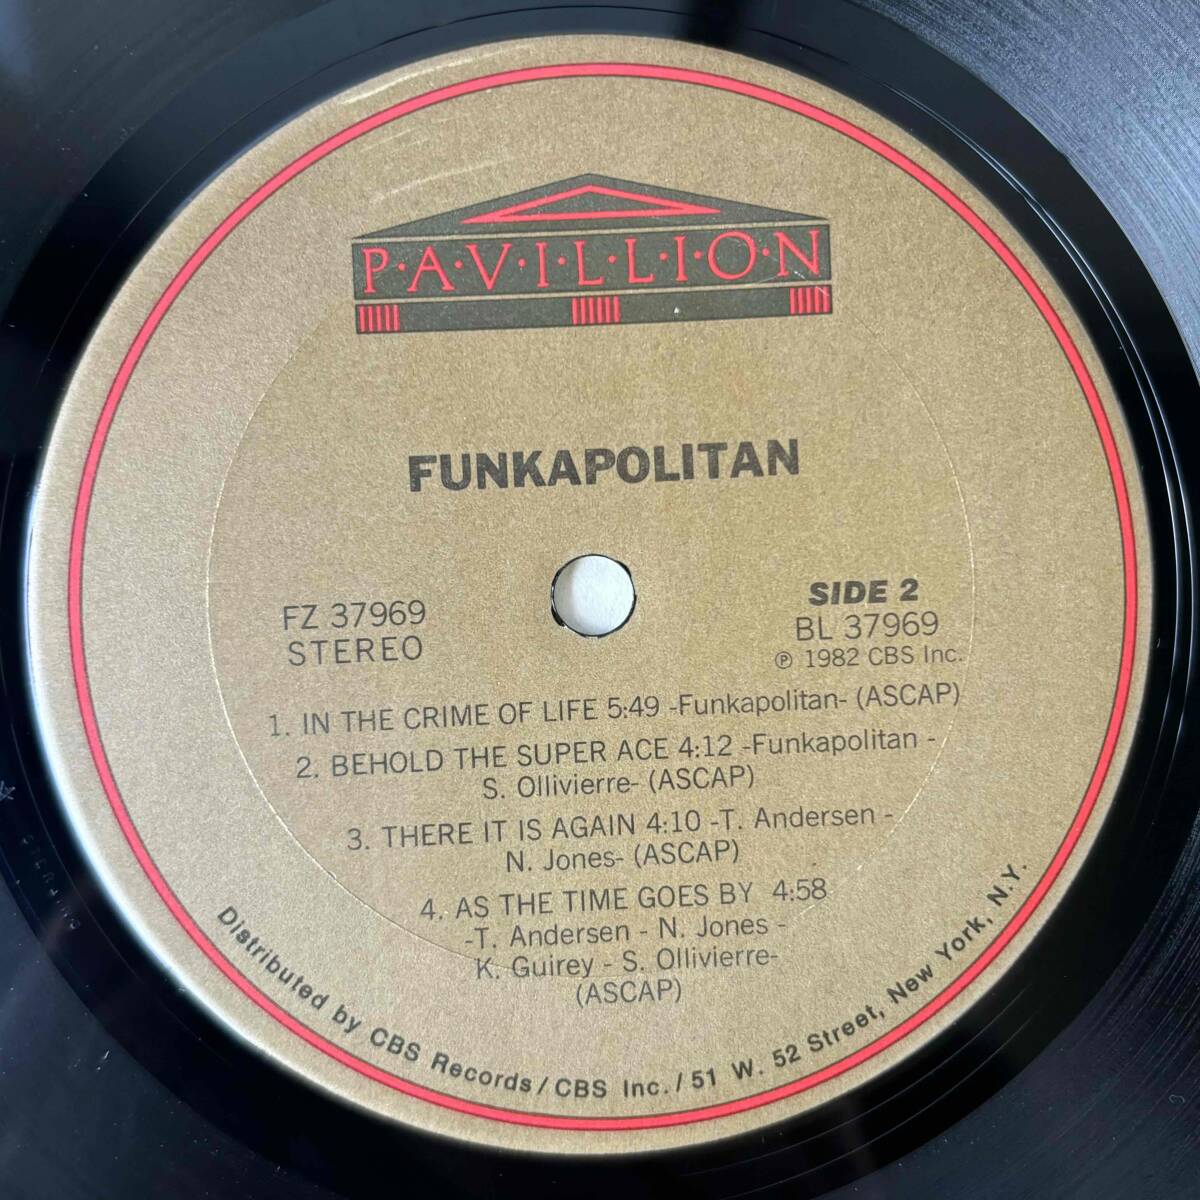 P·A·V·I·L·L·I·O·N
FUNKAPOLITAN
FZ 37969
STEREO
SIDE 2
BL 37969
℗ 1982 CBS Inc.
1. IN THE CRIME OF LIFE 5:49 -Funkapolitan- (ASCAP)
2. BEHOLD THE SUPER ACE 4:12 -Funkapolitan -
S. Ollivierre- (ASCAP)
3. THERE IT IS AGAIN 4:10 -T. Andersen -
N. Jones- (ASCAP)
4. AS THE TIME GOES BY 4:58
-T. Andersen - N. Jones -
K. Guirey - S. Ollivierre-
(ASCAP)
Distributed by CBS Records/CBS Inc./51 W. 52 Street, New York, N.Y.